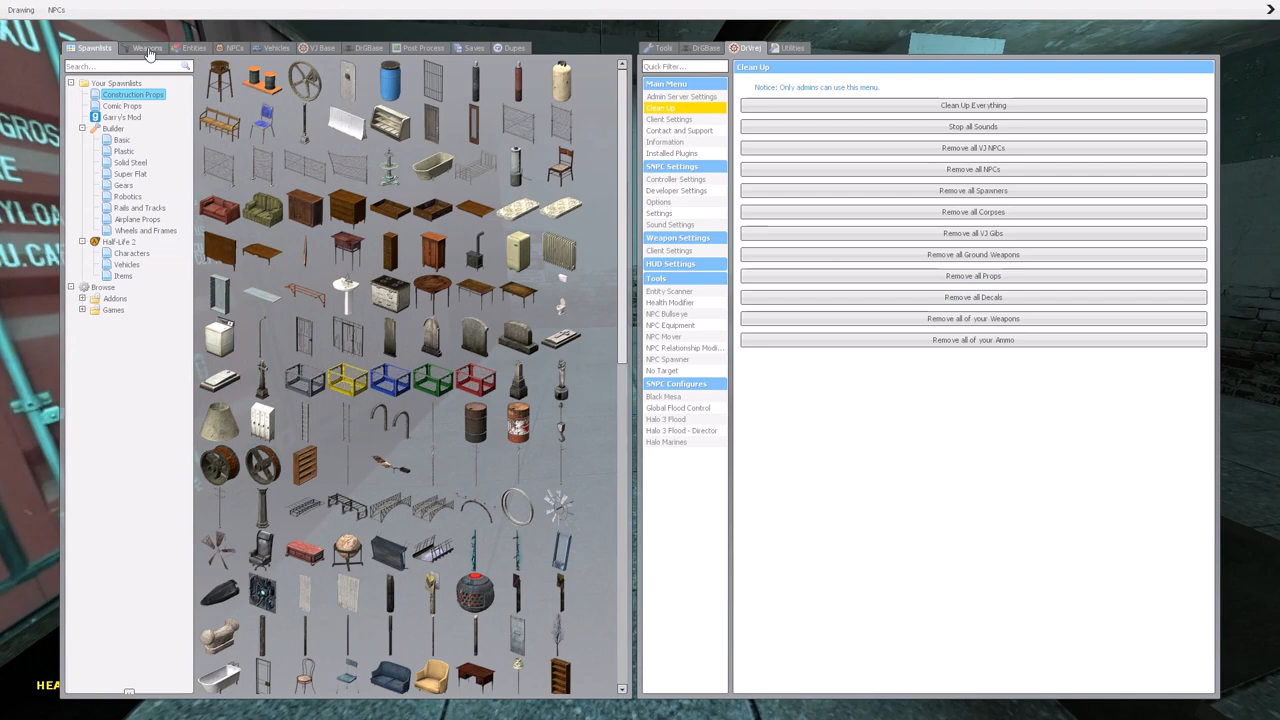 Drawing NPCs
Spawnlists Weapons Entities NPCs Vehicles VJ Base DrGBase Post Process Saves Dupes
Search...
Your Spawnlists
Construction Props
Comic Props
Garry's Mod
Builder
Basic
Plastic
Solid Steel
Super Flat
Gears
Robotics
Rails and Tracks
Airplane Props
Wheels and Frames
Half-Life 2
Characters
Vehicles
Items
Browse
Addons
Games
HEA
Tools DrGBase DrVrej Utilities
Quick Filter...
Main Menu
Admin Server Settings
Clean Up
Client Settings
Contact and Support
Information
Installed Plugins
SNPC Settings
Controller Settings
Developer Settings
Options
Settings
Sound Settings
Weapon Settings
Client Settings
HUD Settings
Tools
Entity Scanner
Health Modifier
NPC Bullseye
NPC Equipment
NPC Mover
NPC Relationship Modi...
NPC Spawner
No Target
SNPC Configures
Black Mesa
Global Flood Control
Halo 3 Flood
Halo 3 Flood - Director
Halo Marines
Clean Up
Notice: Only admins can use this menu.
Clean Up Everything
Stop all Sounds
Remove all VJ NPCs
Remove all NPCs
Remove all Spawners
Remove all Corpses
Remove all VJ Gibs
Remove all Ground Weapons
Remove all Props
Remove all Decals
Remove all of your Weapons
Remove all of your Ammo